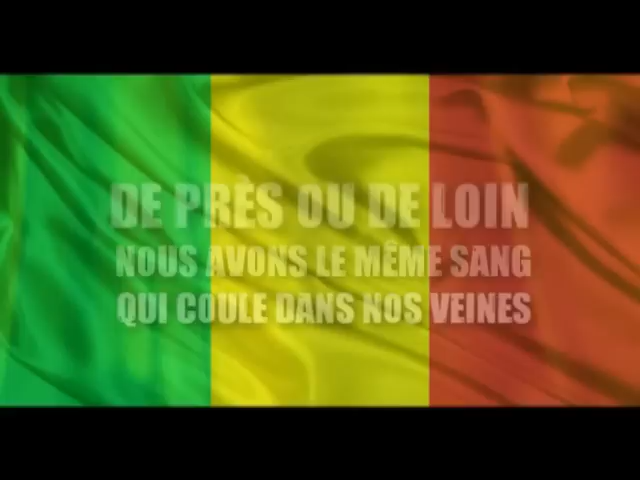 DE PRÈS OU DE LOIN
NOUS AVONS LE MÊME SANG
QUI COULE DANS NOS VEINES